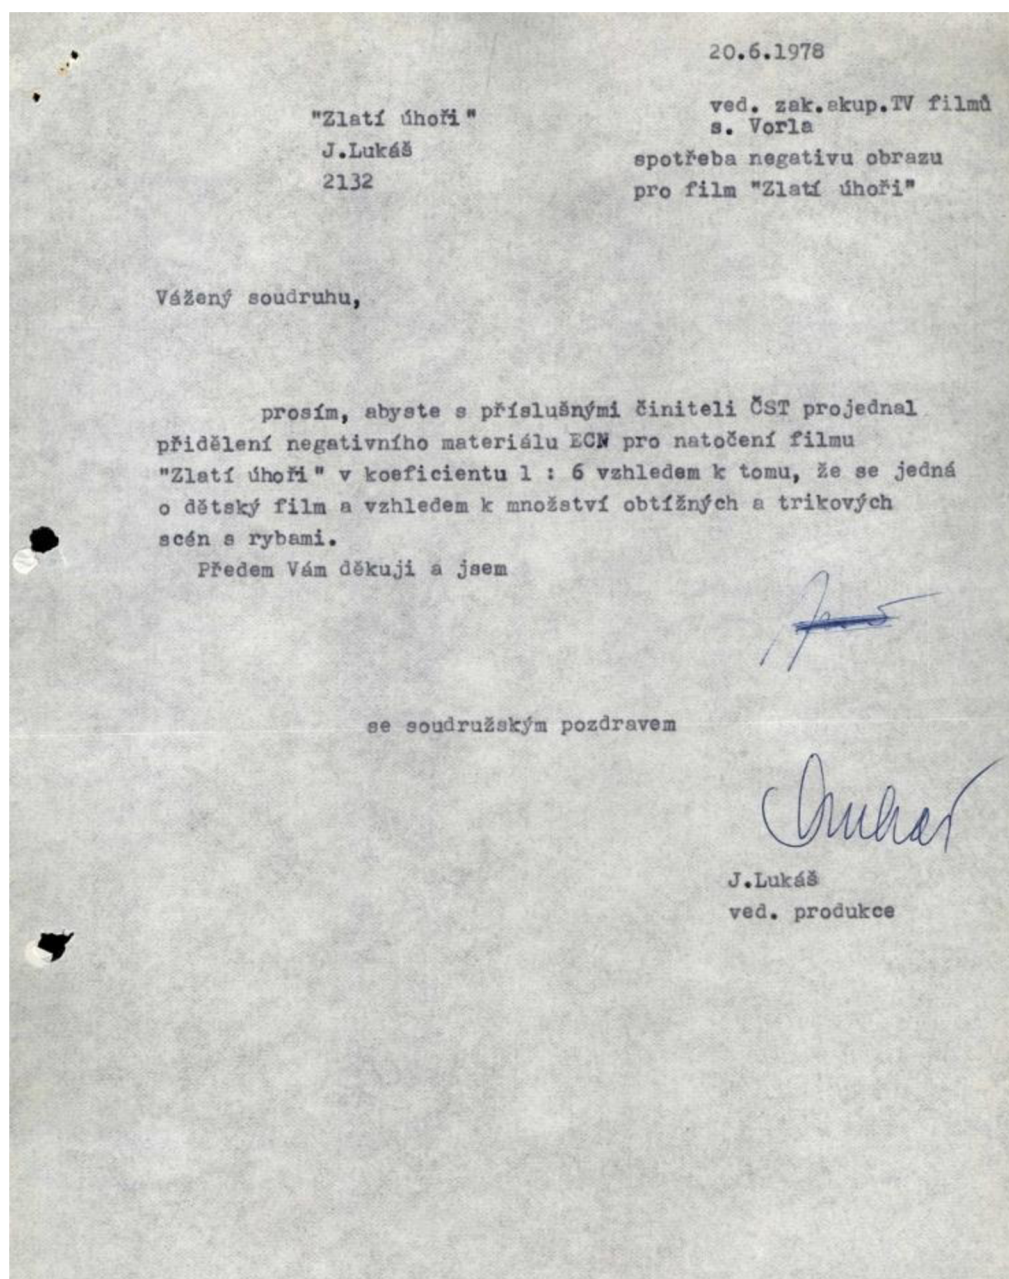 20.6.1978
"Zlatí úhoři"
J.Lukáš
2132
ved. zak.akup.TV filmů
s. Vorla
spotřeba negativu obrazu
pro film "Zlatí úhoři"
Vážený soudruhu,
prosím, abyste s příslušnými činiteli ČST projednal
přidělení negativního materiálu ECN pro natočení filmu
"Zlatí úhoři" v koeficientu 1 : 6 vzhledem k tomu, že se jedná
o dětský film a vzhledem k množství obtížných a trikových
scén s rybami.
Předem Vám děkuji a jsem
se soudružským pozdravem
J.Lukáš
ved. produkce